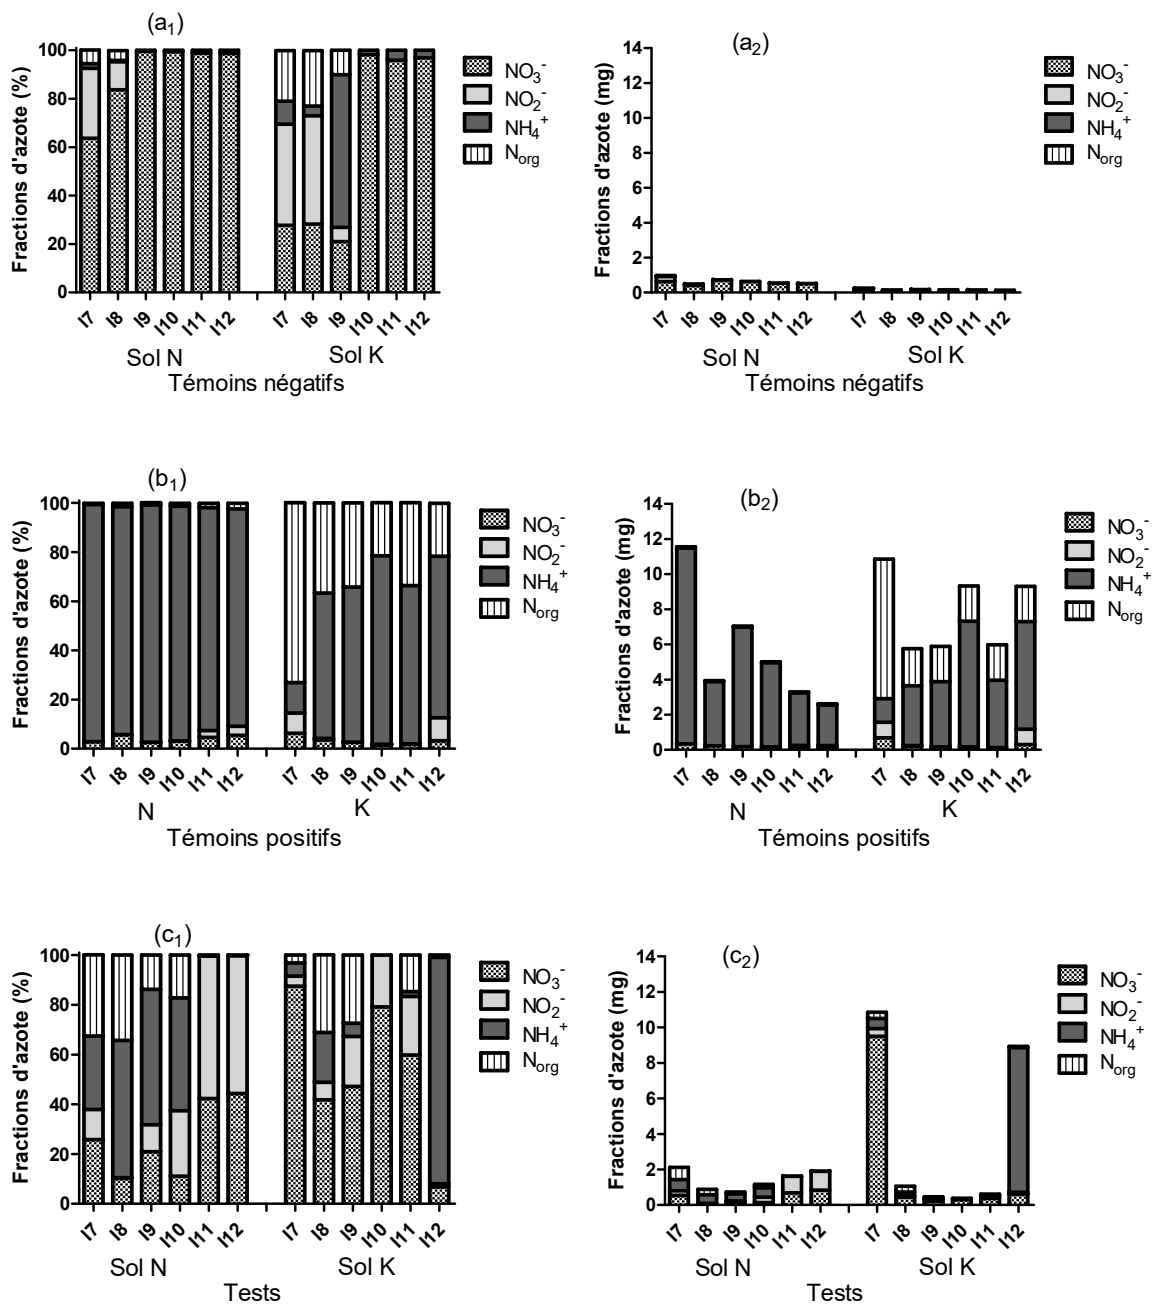 (a₁)
Fractions d'azote (%)
100
80
60
40
20
0
I7 I8 I9 I10 I11 I12 I7 I8 I9 I10 I11 I12
Sol N Sol K
Témoins négatifs
NO₃⁻
NO₂⁻
NH₄⁺
N_org
(a₂)
Fractions d'azote (mg)
14
12
10
8
6
4
2
0
I7 I8 I9 I10 I11 I12 I7 I8 I9 I10 I11 I12
Sol N Sol K
Témoins négatifs
NO₃⁻
NO₂⁻
NH₄⁺
N_org
(b₁)
Fractions d'azote (%)
100
80
60
40
20
0
I7 I8 I9 I10 I11 I12 I7 I8 I9 I10 I11 I12
N K
Témoins positifs
NO₃⁻
NO₂⁻
NH₄⁺
N_org
(b₂)
Fractions d'azote (mg)
14
12
10
8
6
4
2
0
I7 I8 I9 I10 I11 I12 I7 I8 I9 I10 I11 I12
N K
Témoins positifs
NO₃⁻
NO₂⁻
NH₄⁺
N_org
(c₁)
Fractions d'azote (%)
100
80
60
40
20
0
I7 I8 I9 I10 I11 I12 I7 I8 I9 I10 I11 I12
Sol N Sol K
Tests
NO₃⁻
NO₂⁻
NH₄⁺
N_org
(c₂)
Fractions d'azote (mg)
14
12
10
8
6
4
2
0
I7 I8 I9 I10 I11 I12 I7 I8 I9 I10 I11 I12
Sol N Sol K
Tests
NO₃⁻
NO₂⁻
NH₄⁺
N_org